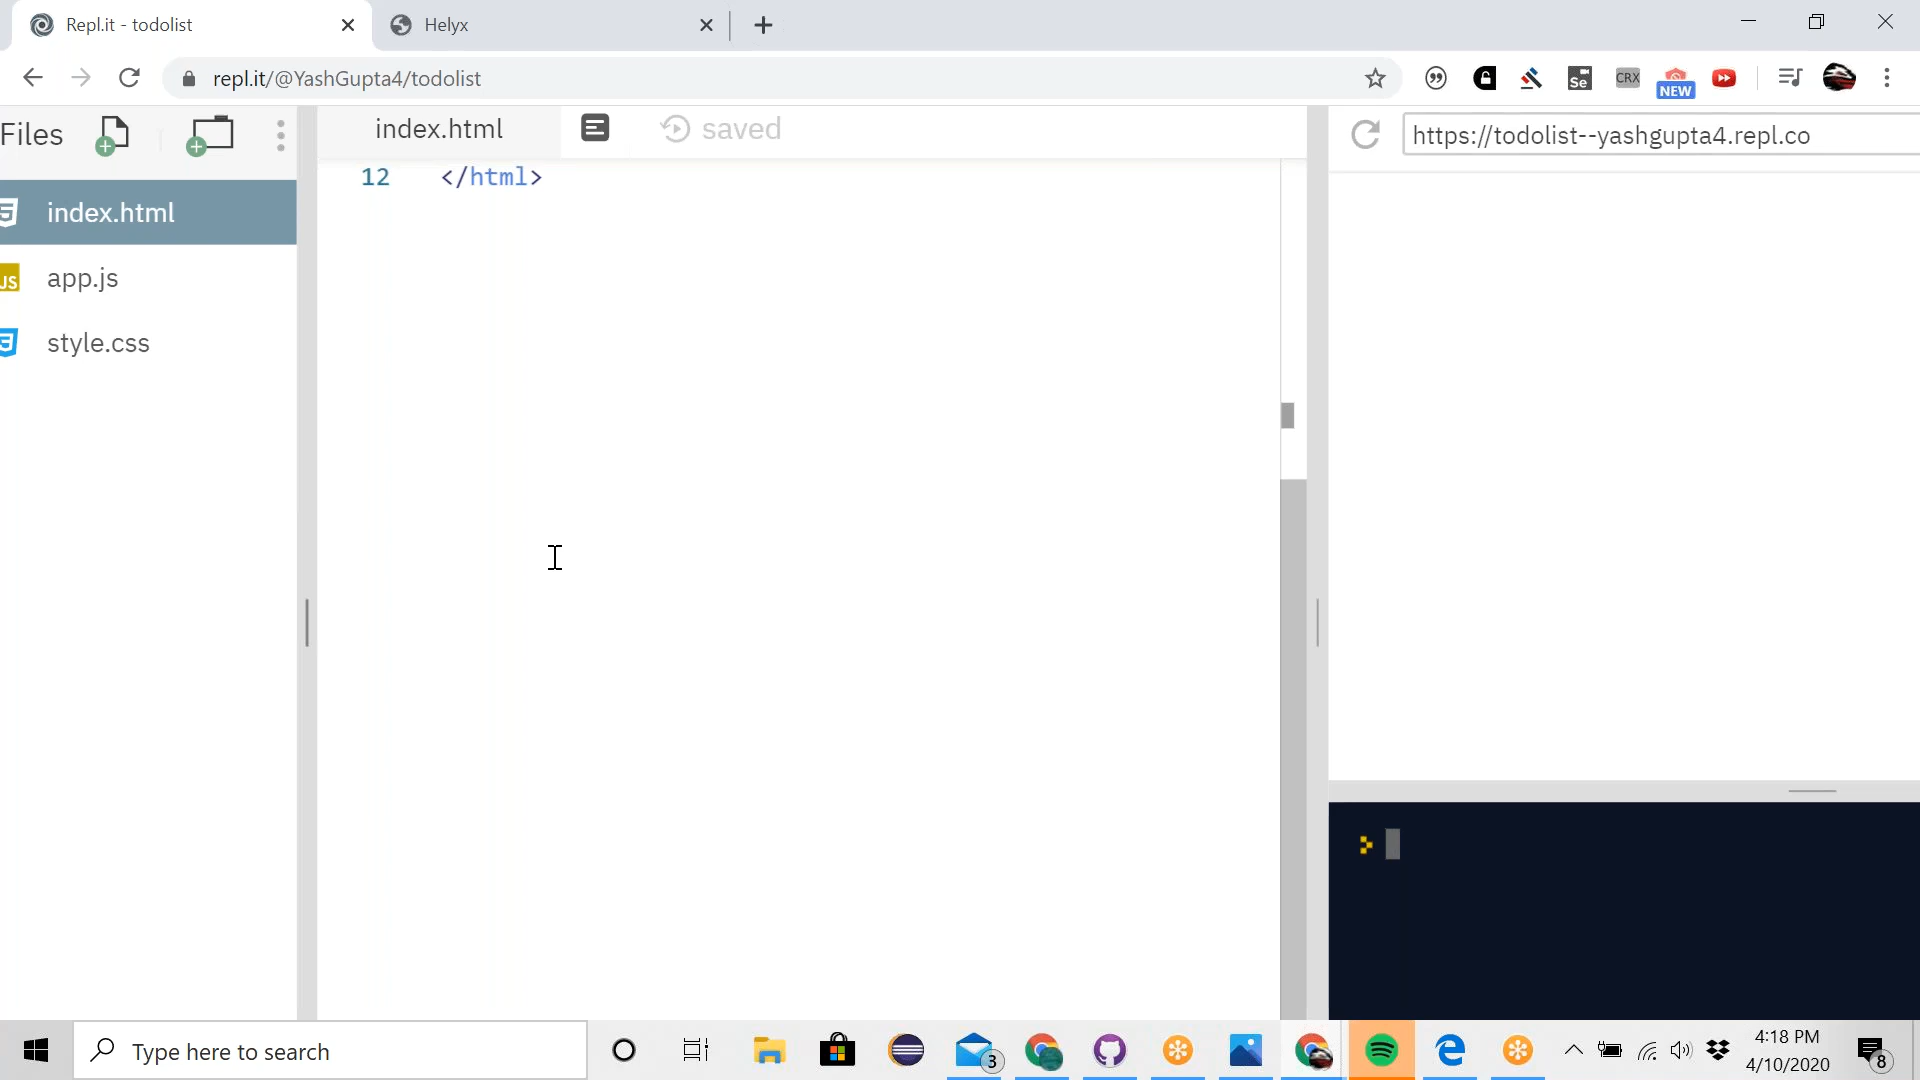 Repl.it - todolist
Helyx
repl.it/@YashGupta4/todolist
Se
CRX
NEW
Files
index.html
saved
https://todolist--yashgupta4.repl.co
12 </html>
index.html
JS
app.js
style.css
Type here to search
3
4:18 PM
4/10/2020
8